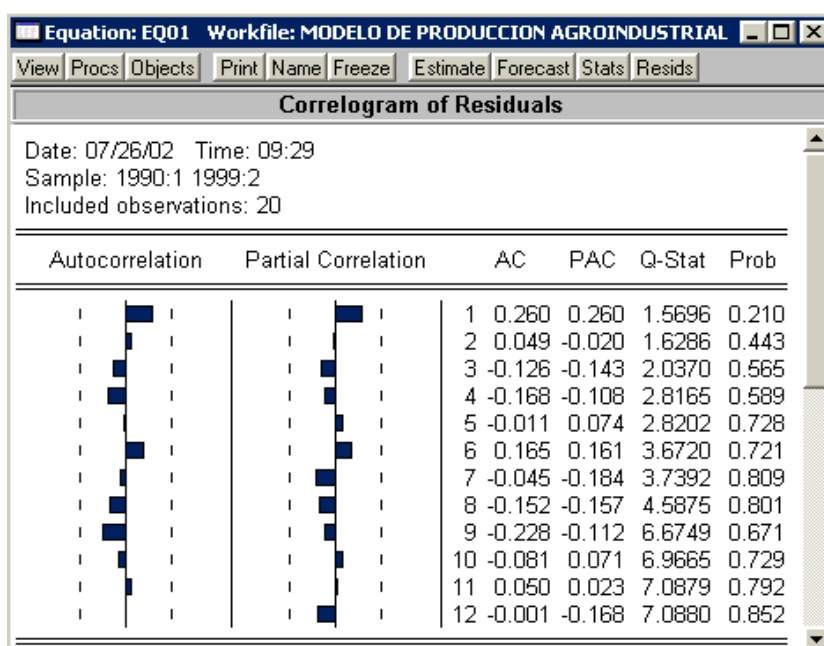 Equation: EQ01 Workfile: MODELO DE PRODUCCION AGROINDUSTRIAL
View Procs Objects Print Name Freeze Estimate Forecast Stats Resids
Correlogram of Residuals
Date: 07/26/02 Time: 09:29
Sample: 1990:1 1999:2
Included observations: 20
Autocorrelation Partial Correlation AC PAC Q-Stat Prob
1 0.260 0.260 1.5696 0.210
2 0.049 -0.020 1.6286 0.443
3 -0.126 -0.143 2.0370 0.565
4 -0.168 -0.108 2.8165 0.589
5 -0.011 0.074 2.8202 0.728
6 0.165 0.161 3.6720 0.721
7 -0.045 -0.184 3.7392 0.809
8 -0.152 -0.157 4.5875 0.801
9 -0.228 -0.112 6.6749 0.671
10 -0.081 0.071 6.9665 0.729
11 0.050 0.023 7.0879 0.792
12 -0.001 -0.168 7.0880 0.852